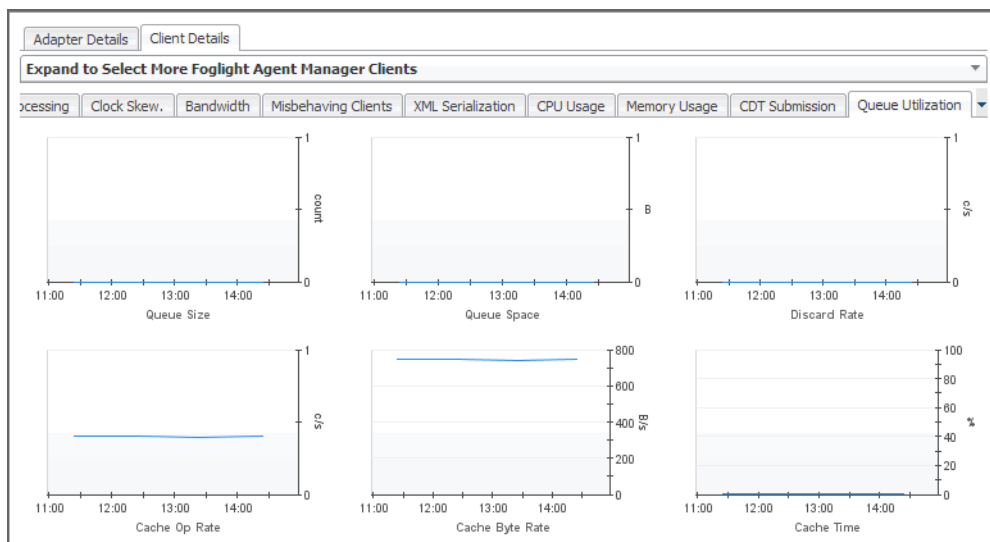 Adapter Details Client Details
Expand to Select More Foglight Agent Manager Clients
ocessing Clock Skew. Bandwidth Misbehaving Clients XML Serialization CPU Usage Memory Usage CDT Submission Queue Utilization
1 1 1
count B c/s
0 0 0
11:00 12:00 13:00 14:00 11:00 12:00 13:00 14:00 11:00 12:00 13:00 14:00
Queue Size Queue Space Discard Rate
1 800 100
80
600
60
c/s 400 B/s %
40
200
20
0 0 0
11:00 12:00 13:00 14:00 11:00 12:00 13:00 14:00 11:00 12:00 13:00 14:00
Cache Op Rate Cache Byte Rate Cache Time